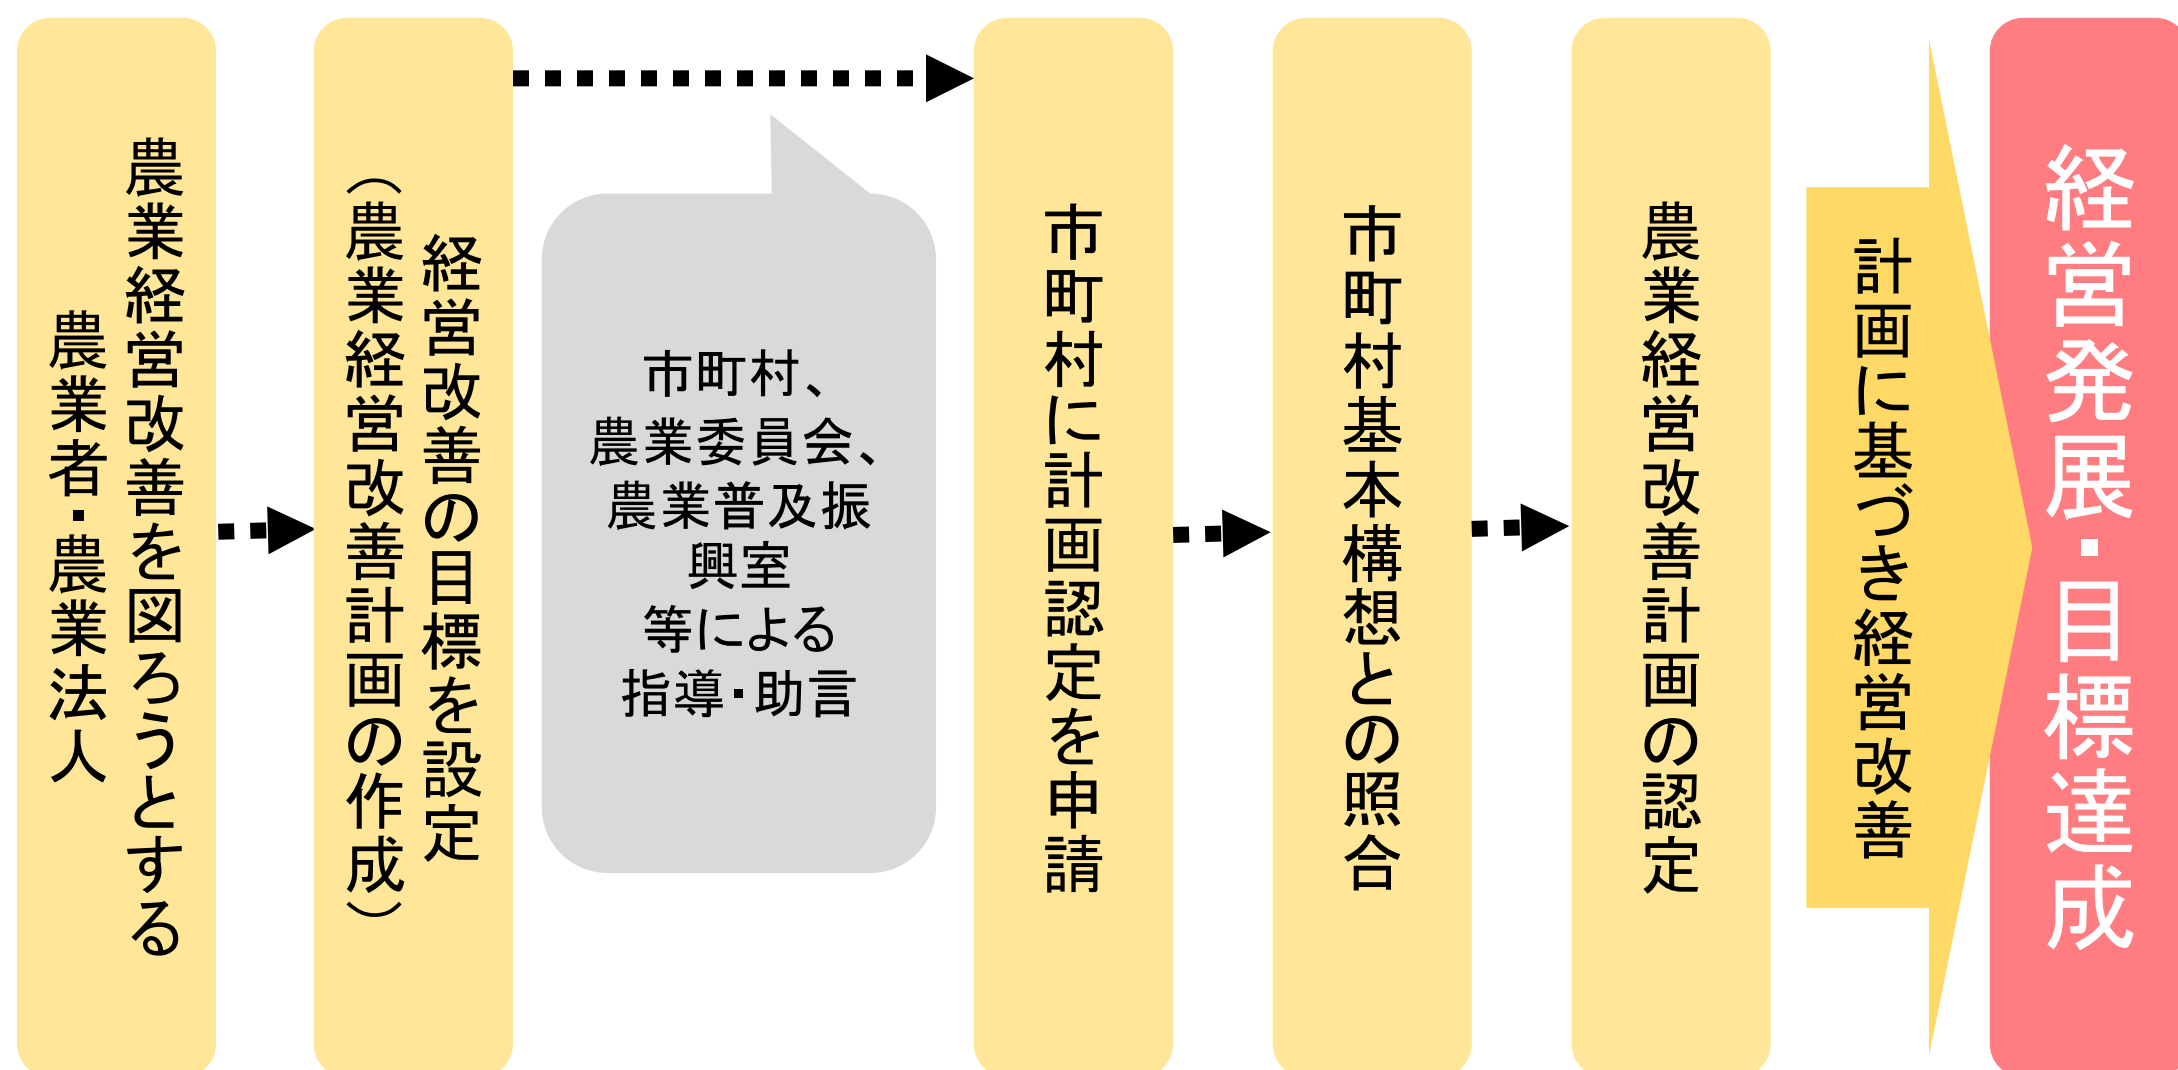 農業経営改善を図ろうとする
農業者・農業法人
経営改善の目標を設定
（農業経営改善計画の作成）
市町村、
農業委員会、
農業普及振
興室
等による
指導・助言
市町村に計画認定を申請
市町村基本構想との照合
農業経営改善計画の認定
計画に基づき経営改善
経営発展・目標達成